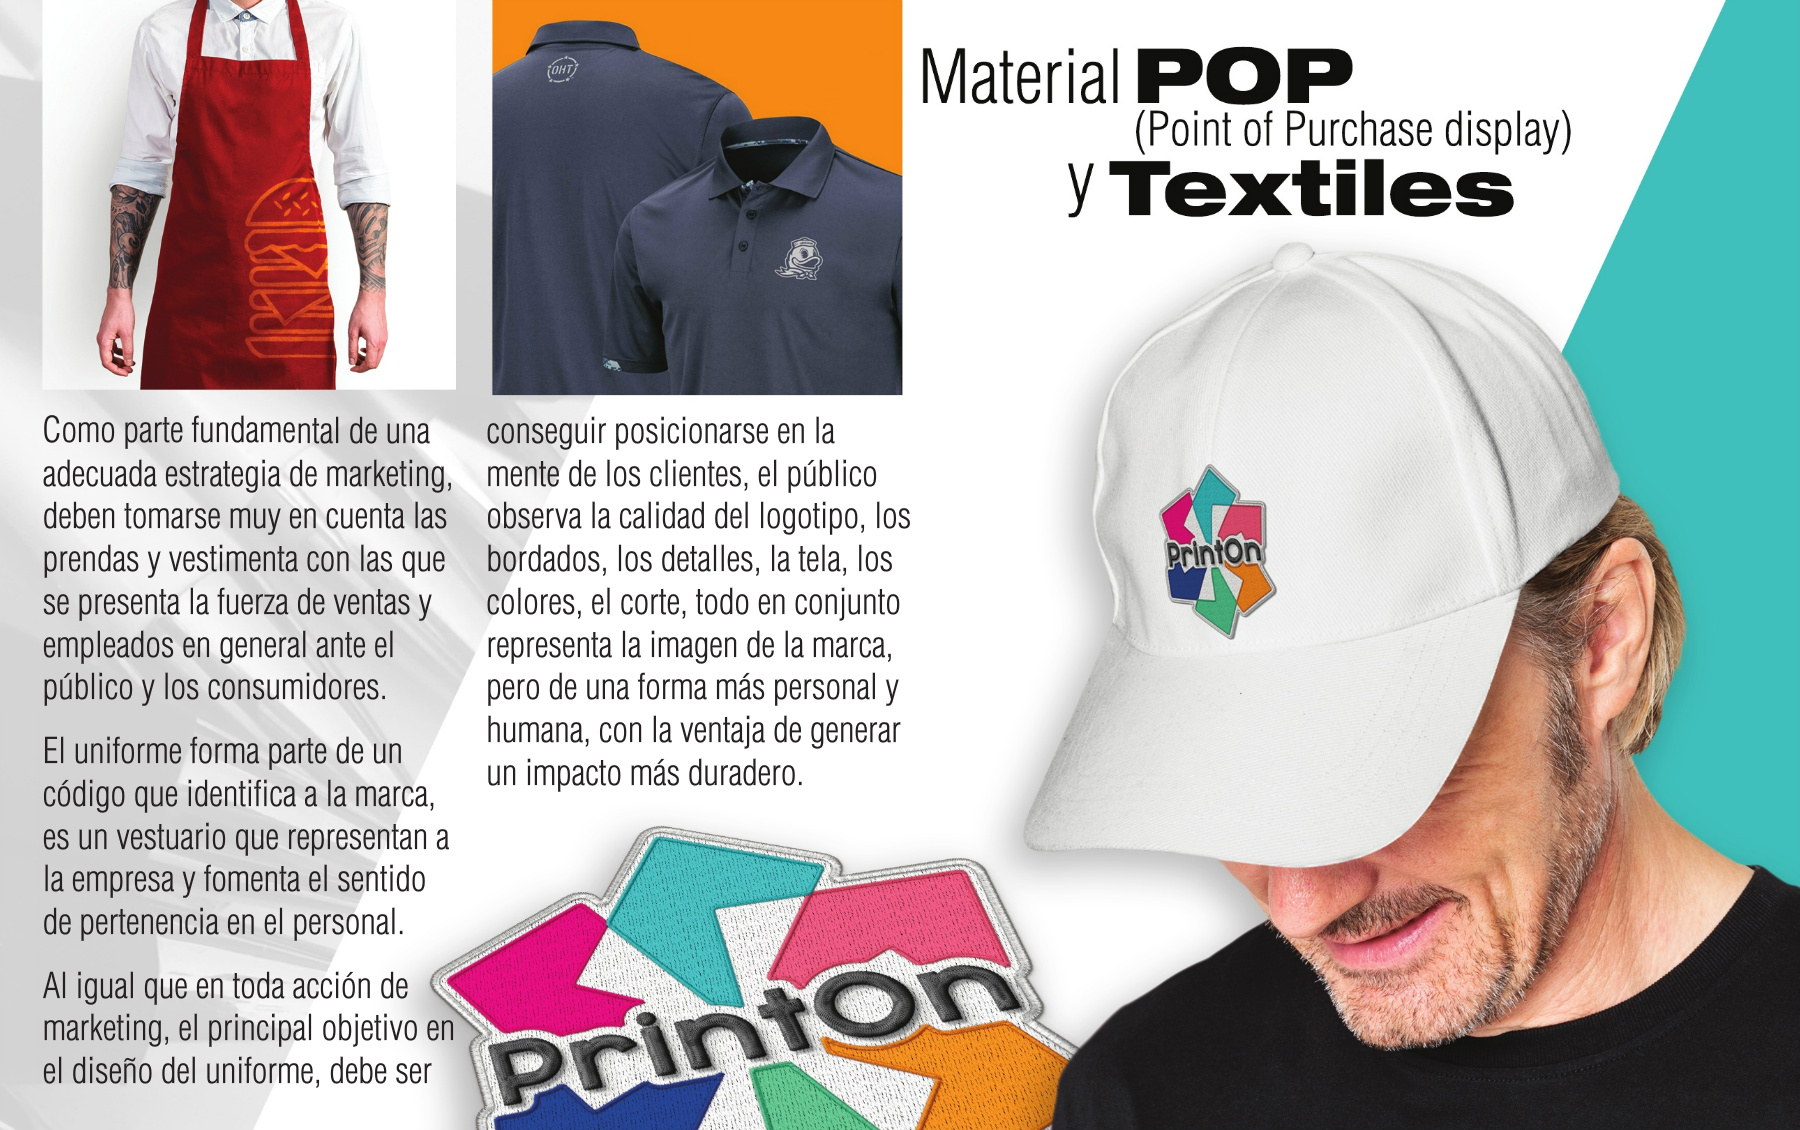 OHT
Material POP
(Point of Purchase display)
y Textiles
Como parte fundamental de una
adecuada estrategia de marketing,
deben tomarse muy en cuenta las
prendas y vestimenta con las que
se presenta la fuerza de ventas y
empleados en general ante el
público y los consumidores.
El uniforme forma parte de un
código que identifica a la marca,
es un vestuario que representan a
la empresa y fomenta el sentido
de pertenencia en el personal.
Al igual que en toda acción de
marketing, el principal objetivo en
el diseño del uniforme, debe ser
conseguir posicionarse en la
mente de los clientes, el público
observa la calidad del logotipo, los
bordados, los detalles, la tela, los
colores, el corte, todo en conjunto
representa la imagen de la marca,
pero de una forma más personal y
humana, con la ventaja de generar
un impacto más duradero.
PrintOn
PrintOn